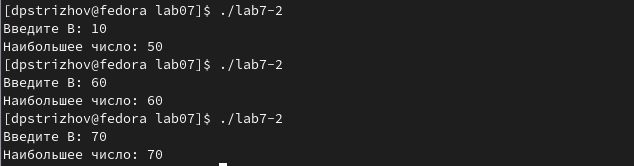 [dpstrizhov@fedora lab07]$ ./lab7-2
Введите B: 10
Наибольшее число: 50
[dpstrizhov@fedora lab07]$ ./lab7-2
Введите B: 60
Наибольшее число: 60
[dpstrizhov@fedora lab07]$ ./lab7-2
Введите B: 70
Наибольшее число: 70